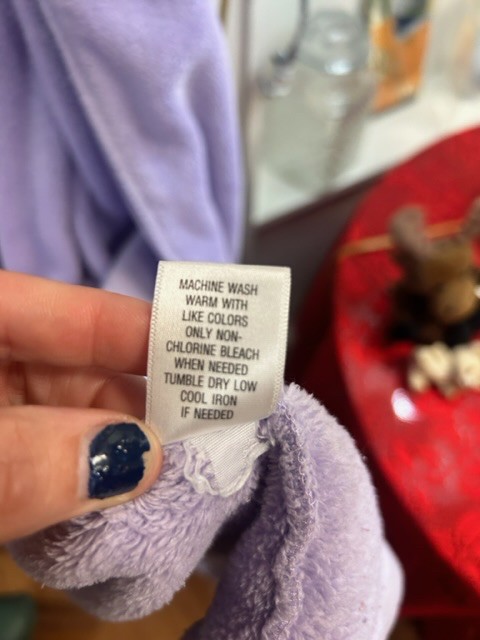 MACHINE WASH
WARM WITH
LIKE COLORS
ONLY NON-
CHLORINE BLEACH
WHEN NEEDED
TUMBLE DRY LOW
COOL IRON
IF NEEDED